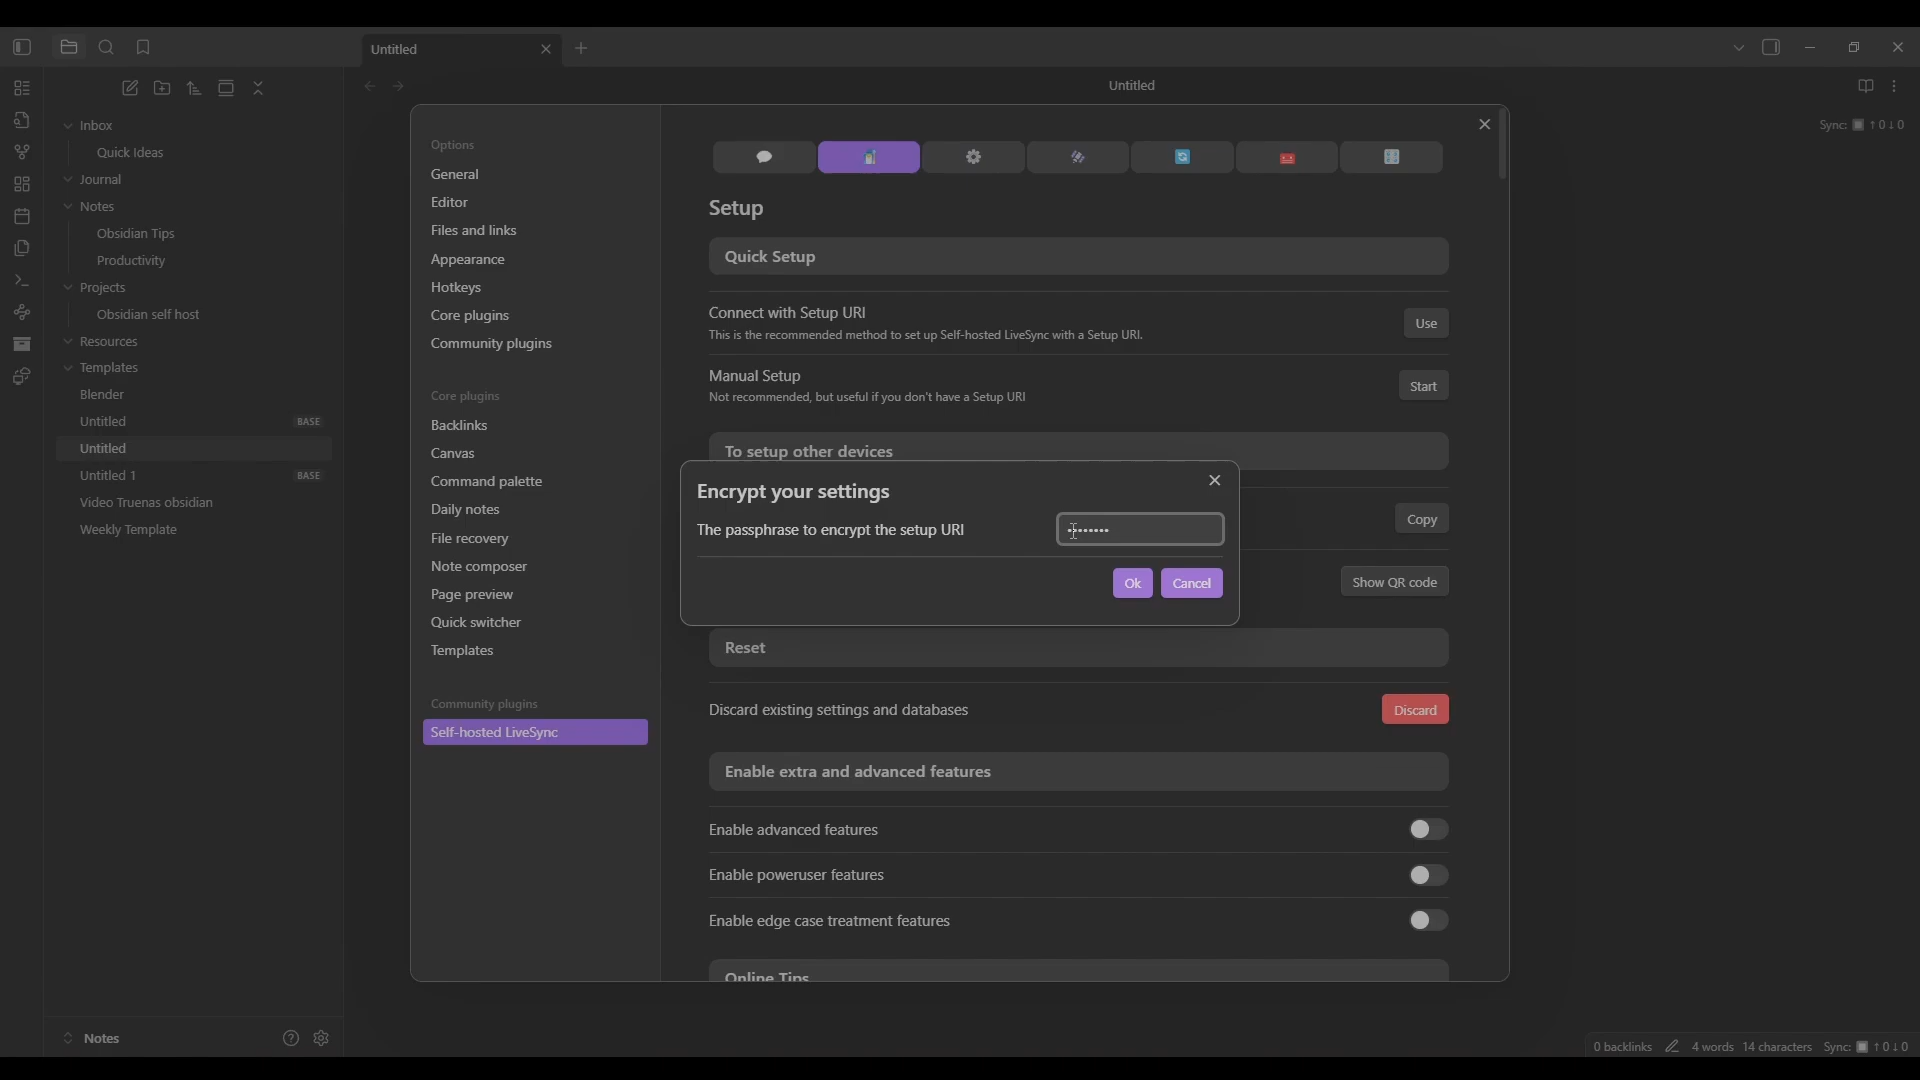 Untitled
Untitled
Sync: ↑ 0 ↓ 0
Inbox
Quick Ideas
Journal
Notes
Obsidian Tips
Productivity
Projects
Obsidian self host
Resources
Templates
Blender
Untitled BASE
Untitled
Untitled 1 BASE
Video Truenas obsidian
Weekly Template
Notes
Options
General
Editor
Files and links
Appearance
Hotkeys
Core plugins
Community plugins
Core plugins
Backlinks
Canvas
Command palette
Daily notes
File recovery
Note composer
Page preview
Quick switcher
Templates
Community plugins
Self-hosted LiveSync
Setup
Quick Setup
Connect with Setup URI
This is the recommended method to set up Self-hosted LiveSync with a Setup URI.
Use
Manual Setup
Not recommended, but useful if you don't have a Setup URI
Start
To setup other devices
Copy
Show QR code
Encrypt your settings
The passphrase to encrypt the setup URI
Ok Cancel
Reset
Discard existing settings and databases
Discard
Enable extra and advanced features
Enable advanced features
Enable poweruser features
Enable edge case treatment features
Online Tips
0 backlinks 4 words 14 characters Sync: ↑ 0 ↓ 0